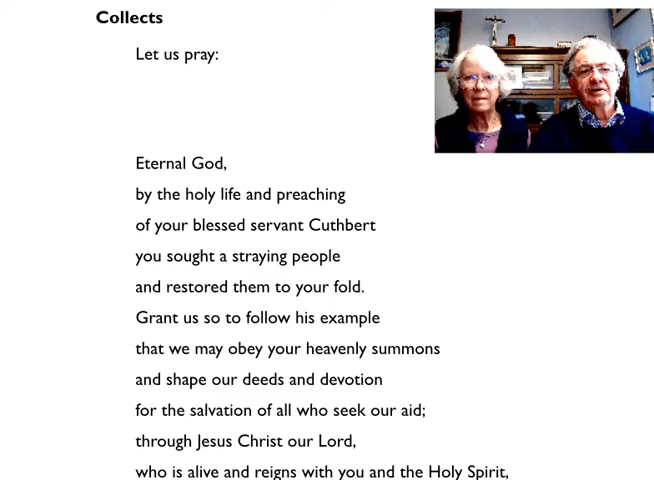 Collects
Let us pray:
Eternal God,
by the holy life and preaching
of your blessed servant Cuthbert
you sought a straying people
and restored them to your fold.
Grant us so to follow his example
that we may obey your heavenly summons
and shape our deeds and devotion
for the salvation of all who seek our aid;
through Jesus Christ our Lord,
who is alive and reigns with you and the Holy Spirit,